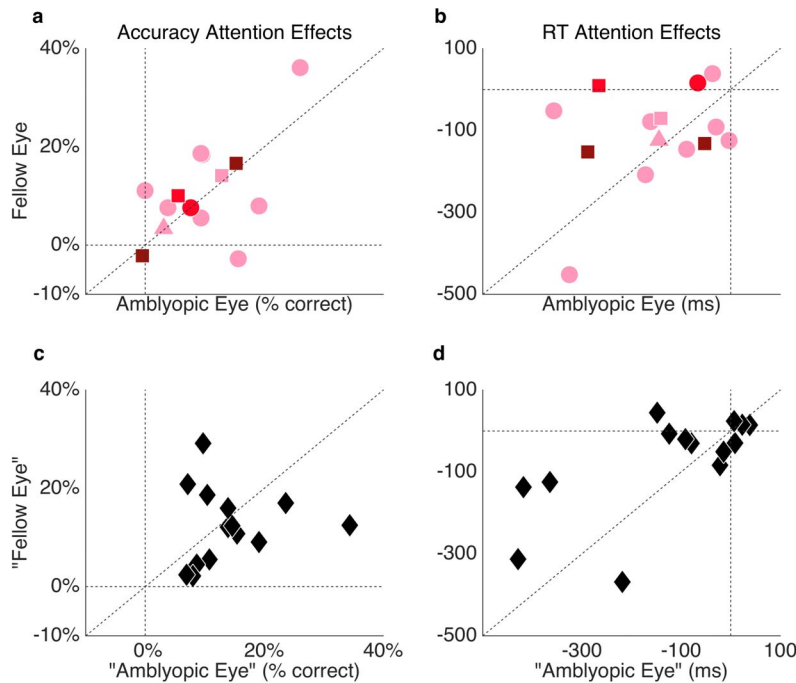 a
Accuracy Attention Effects
40%
20%
0%
-10%
Fellow Eye
Amblyopic Eye (% correct)
b
RT Attention Effects
100
-100
-300
-500
Amblyopic Eye (ms)
c
40%
20%
0%
-10%
"Fellow Eye"
0% 20% 40%
"Amblyopic Eye" (% correct)
d
100
-100
-300
-500
-300 -100 100
"Amblyopic Eye" (ms)